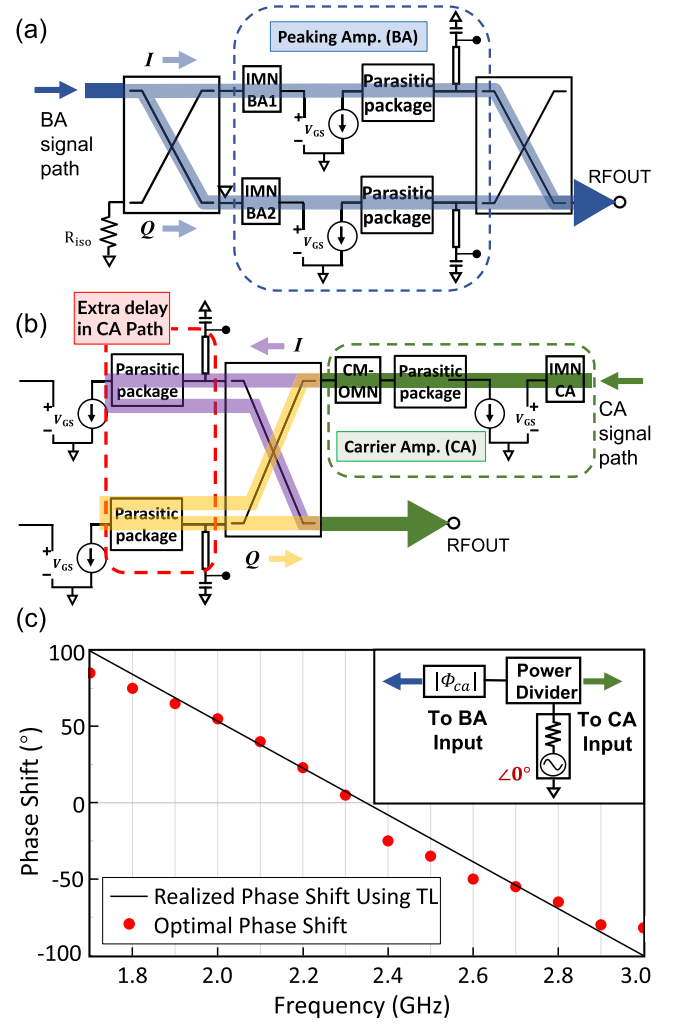 (a)
Peaking Amp. (BA)
I
BA
signal
path
IMN
BA1
+
V_GS
−
Parasitic
package
RFOUT
R_iso
Q
IMN
BA2
+
V_GS
−
Parasitic
package
(b)
Extra delay
in CA Path
I
Parasitic
package
+
V_GS
−
CM-
OMN
Parasitic
package
+
V_GS
−
IMN
CA
CA
signal
path
Carrier Amp. (CA)
Parasitic
package
+
V_GS
−
Q
RFOUT
(c)
Phase Shift (°)
100
50
0
-50
-100
|Φ_ca|
Power
Divider
To BA
Input
To CA
Input
∠0°
Realized Phase Shift Using TL
Optimal Phase Shift
1.8 2.0 2.2 2.4 2.6 2.8 3.0
Frequency (GHz)